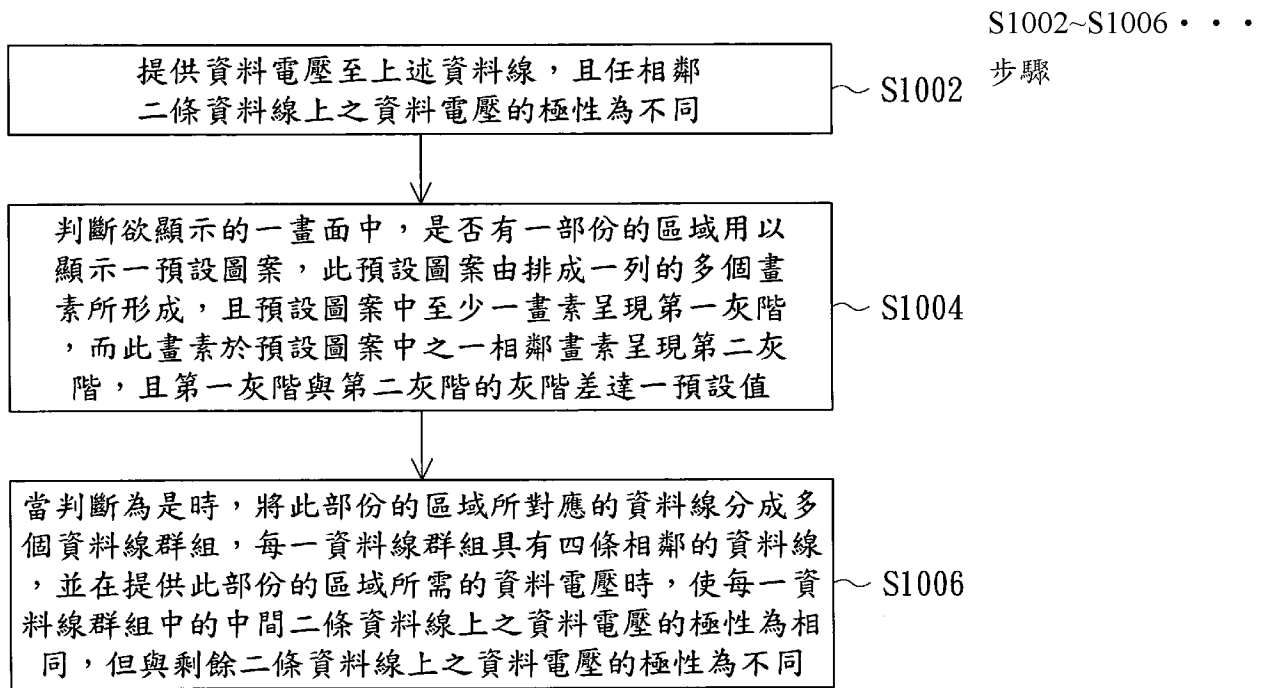 S1002~S1006・・・
步驟
提供資料電壓至上述資料線，且任相鄰
二條資料線上之資料電壓的極性為不同
S1002
判斷欲顯示的一畫面中，是否有一部份的區域用以
顯示一預設圖案，此預設圖案由排成一列的多個畫
素所形成，且預設圖案中至少一畫素呈現第一灰階
，而此畫素於預設圖案中之一相鄰畫素呈現第二灰
階，且第一灰階與第二灰階的灰階差達一預設值
S1004
當判斷為是時，將此部份的區域所對應的資料線分成多
個資料線群組，每一資料線群組具有四條相鄰的資料線
，並在提供此部份的區域所需的資料電壓時，使每一資
料線群組中的中間二條資料線上之資料電壓的極性為相
同，但與剩餘二條資料線上之資料電壓的極性為不同
S1006